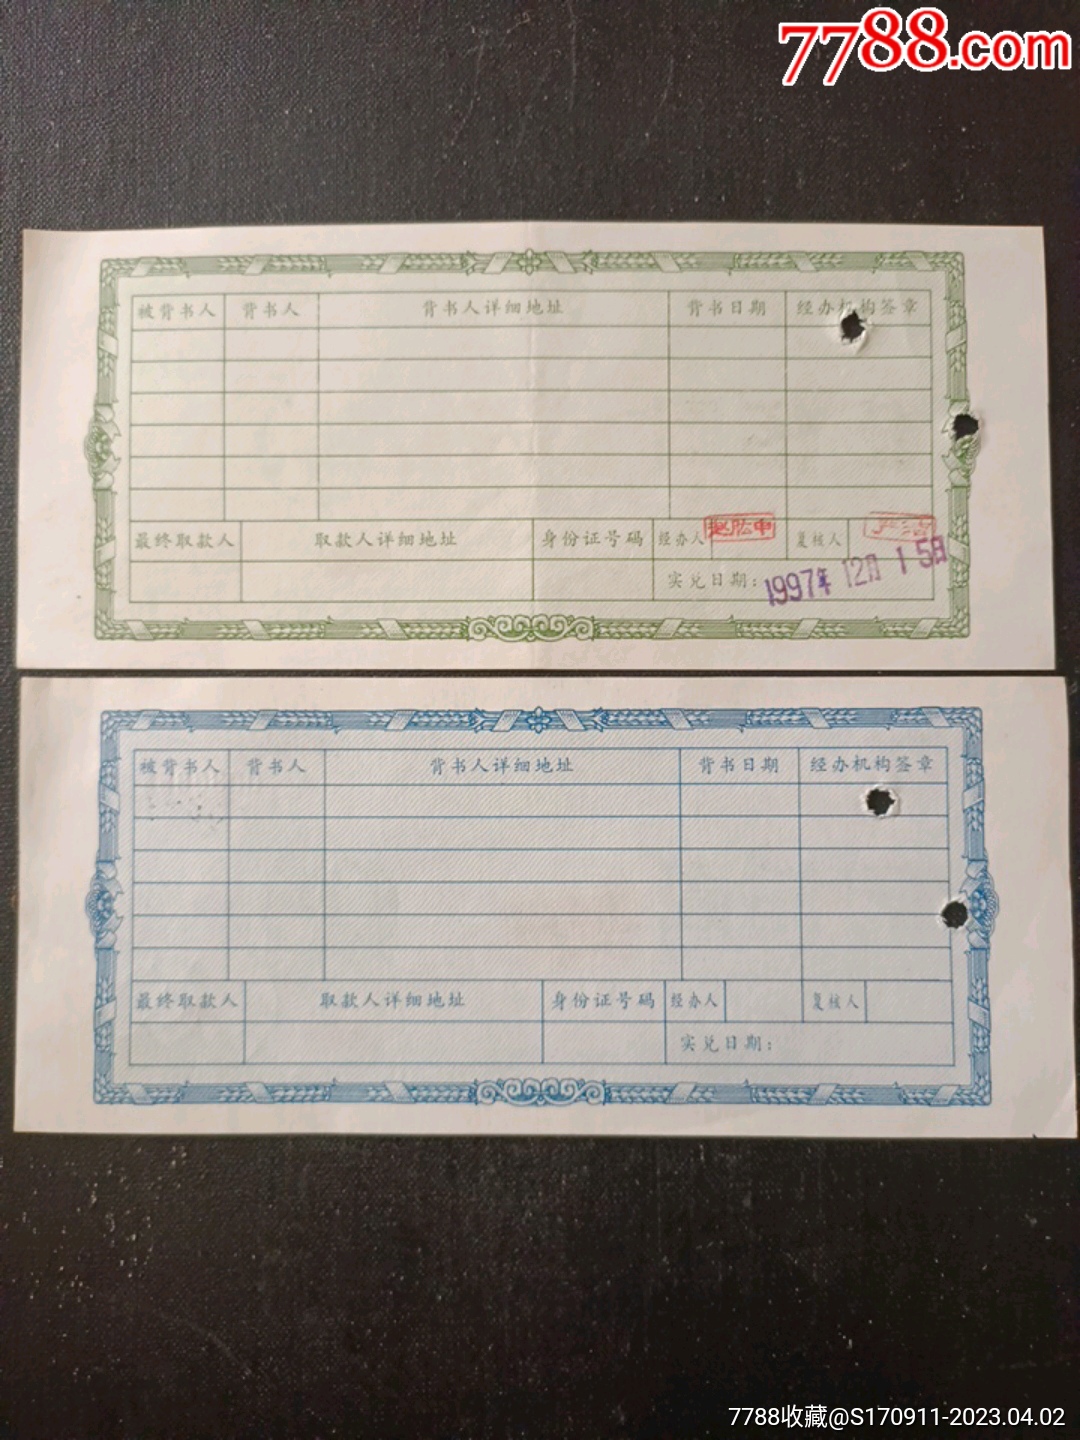 7788.com
被背书人 背书人 背书人详细地址 背书日期 经办机构签章
最终取款人 取款人详细地址 身份证号码 经办人 复核人
实兑日期：1997年 12月 15日
被背书人 背书人 背书人详细地址 背书日期 经办机构签章
最终取款人 取款人详细地址 身份证号码 经办人 复核人
实兑日期：
7788收藏@S170911-2023.04.02